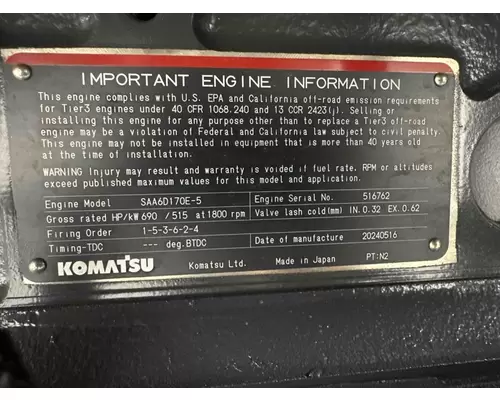 IMPORTANT ENGINE INFORMATION
This engine complies with U.S. EPA and California off-road emission requirements
for Tier3 engines under 40 CFR 1068.240 and 13 CCR 2423(j). Selling or
installing this engine for any purpose other than to replace a Tier3 off-road
engine may be a violation of Federal and California law subject to civil penalty.
This engine may not be installed in equipment that is more than 40 years old
at the time of installation.
WARNING Injury may result and warranty is voided if fuel rate, RPM or altitudes
exceed published maximum values for this model and application.
Engine Model SAA6D170E-5 Engine Serial No. 516762
Gross rated HP/kW 690 / 515 at 1800 rpm Valve lash cold(mm) IN.0.32 EX.0.62
Firing Order 1-5-3-6-2-4
Timing-TDC --- deg.BTDC Date of manufacture 20240516
KOMATSU Komatsu Ltd. Made in Japan PT:N2